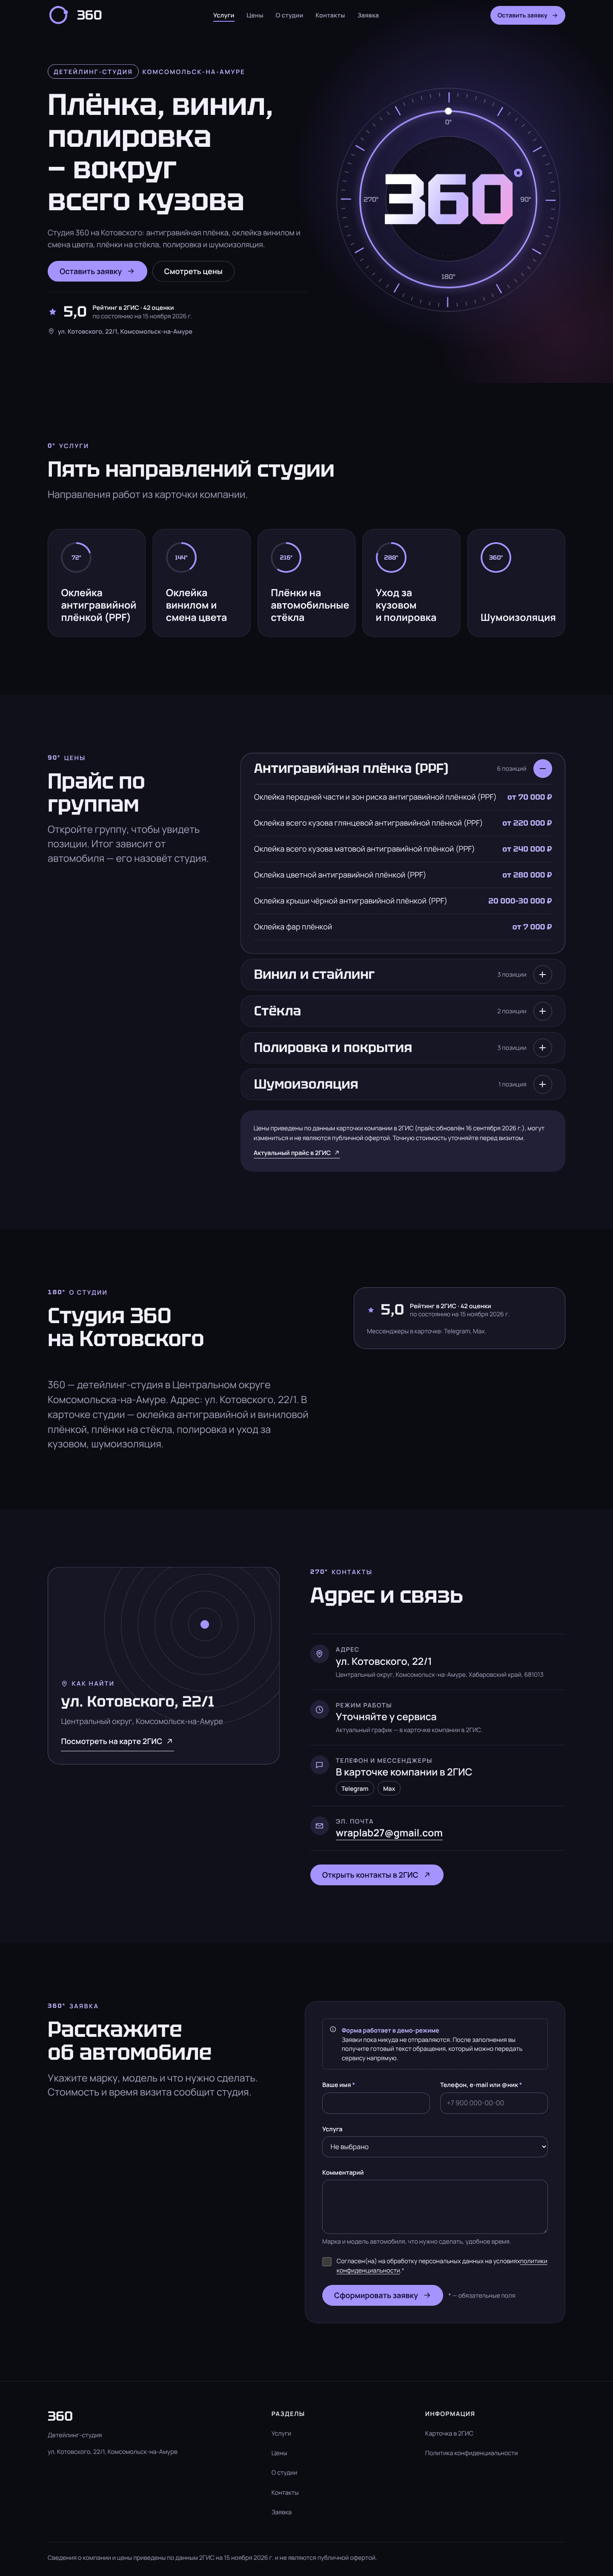 360
Услуги
Цены
О студии
Контакты
Заявка
Оставить заявку →
ДЕТЕЙЛИНГ-СТУДИЯ КОМСОМОЛЬСК-НА-АМУРЕ
Плёнка, винил,
полировка
— вокруг
всего кузова
Студия 360 на Котовского: антигравийная плёнка, оклейка винилом и
смена цвета, плёнки на стёкла, полировка и шумоизоляция.
Оставить заявку →
Смотреть цены
5,0
Рейтинг в 2ГИС · 42 оценки
по состоянию на 15 ноября 2026 г.
ул. Котовского, 22/1, Комсомольск-на-Амуре
0°
270°
360°
90°
180°
0° УСЛУГИ
Пять направлений студии
Направления работ из карточки компании.
72°
Оклейка
антигравийной
плёнкой (PPF)
144°
Оклейка
винилом и
смена цвета
216°
Плёнки на
автомобильные
стёкла
288°
Уход за
кузовом
и полировка
360°
Шумоизоляция
90° ЦЕНЫ
Прайс по
группам
Откройте группу, чтобы увидеть
позиции. Итог зависит от
автомобиля — его назовёт студия.
Антигравийная плёнка (PPF)
6 позиций
Оклейка передней части и зон риска антигравийной плёнкой (PPF)
от 70 000 ₽
Оклейка всего кузова глянцевой антигравийной плёнкой (PPF)
от 220 000 ₽
Оклейка всего кузова матовой антигравийной плёнкой (PPF)
от 240 000 ₽
Оклейка цветной антигравийной плёнкой (PPF)
от 280 000 ₽
Оклейка крыши чёрной антигравийной плёнкой (PPF)
20 000–30 000 ₽
Оклейка фар плёнкой
от 7 000 ₽
Винил и стайлинг
3 позиции
Стёкла
2 позиции
Полировка и покрытия
3 позиции
Шумоизоляция
1 позиция
Цены приведены по данным карточки компании в 2ГИС (прайс обновлён 16 сентября 2026 г.), могут
измениться и не являются публичной офертой. Точную стоимость уточняйте перед визитом.
Актуальный прайс в 2ГИС ↗
180° О СТУДИИ
Студия 360
на Котовского
5,0
Рейтинг в 2ГИС · 42 оценки
по состоянию на 15 ноября 2026 г.
Мессенджеры в карточке: Telegram, Max.
360 — детейлинг-студия в Центральном округе
Комсомольска-на-Амуре. Адрес: ул. Котовского, 22/1. В
карточке студии — оклейка антигравийной и виниловой
плёнкой, плёнки на стёкла, полировка и уход за
кузовом, шумоизоляция.
КАК НАЙТИ
ул. Котовского, 22/1
Центральный округ, Комсомольск-на-Амуре
Посмотреть на карте 2ГИС ↗
270° КОНТАКТЫ
Адрес и связь
АДРЕС
ул. Котовского, 22/1
Центральный округ, Комсомольск-на-Амуре, Хабаровский край, 681013
РЕЖИМ РАБОТЫ
Уточняйте у сервиса
Актуальный график — в карточке компании в 2ГИС.
ТЕЛЕФОН И МЕССЕНДЖЕРЫ
В карточке компании в 2ГИС
Telegram
Max
ЭЛ. ПОЧТА
wraplab27@gmail.com
Открыть контакты в 2ГИС ↗
360° ЗАЯВКА
Расскажите
об автомобиле
Укажите марку, модель и что нужно сделать.
Стоимость и время визита сообщит студия.
Форма работает в демо-режиме
Заявки пока никуда не отправляются. После заполнения вы
получите готовый текст обращения, который можно передать
сервису напрямую.
Ваше имя *
Телефон, e-mail или @ник *
+7 900 000-00-00
Услуга
Не выбрано
Комментарий
Марка и модель автомобиля, что нужно сделать, удобное время.
Согласен(на) на обработку персональных данных на условиях политики
конфиденциальности.*
Сформировать заявку →
* — обязательные поля
360
Детейлинг-студия
ул. Котовского, 22/1, Комсомольск-на-Амуре
РАЗДЕЛЫ
Услуги
Цены
О студии
Контакты
Заявка
ИНФОРМАЦИЯ
Карточка в 2ГИС
Политика конфиденциальности
Сведения о компании и цены приведены по данным 2ГИС на 15 ноября 2026 г. и не являются публичной офертой.